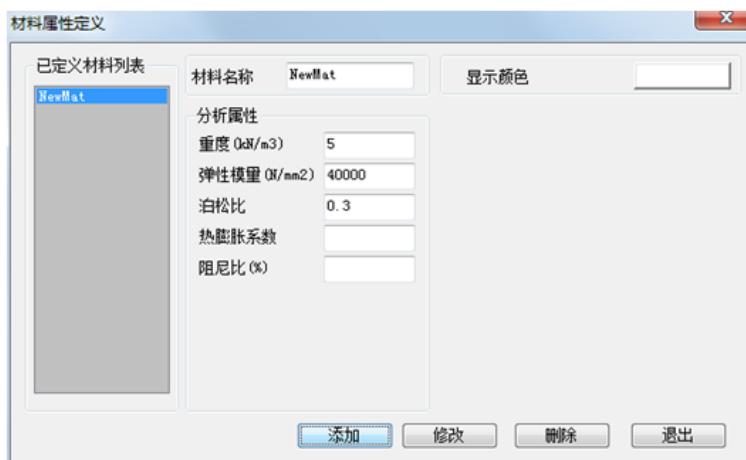 材料属性定义
已定义材料列表
NewMat
材料名称 NewMat
显示颜色
分析属性
重度(kN/m3) 5
弹性模量(N/mm2) 40000
泊松比 0.3
热膨胀系数
阻尼比(%)
添加 修改 删除 退出